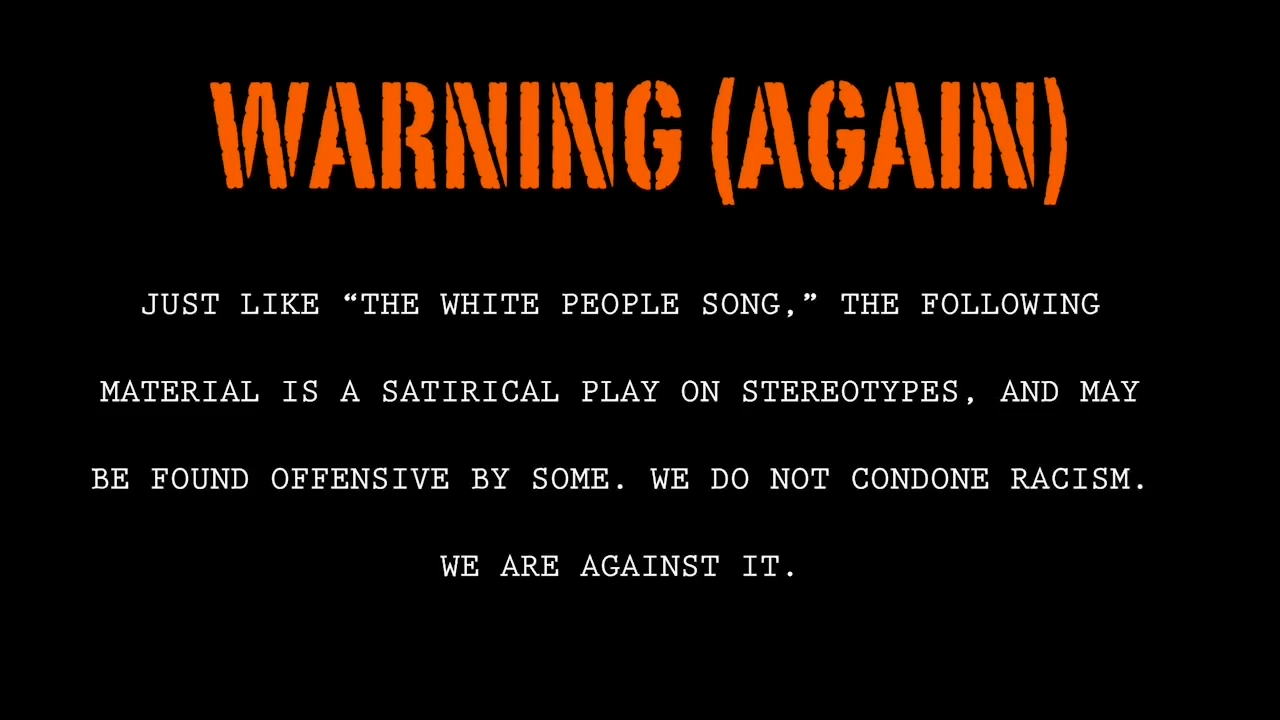 WARNING (AGAIN)
JUST LIKE “THE WHITE PEOPLE SONG,” THE FOLLOWING
MATERIAL IS A SATIRICAL PLAY ON STEREOTYPES, AND MAY
BE FOUND OFFENSIVE BY SOME. WE DO NOT CONDONE RACISM.
WE ARE AGAINST IT.